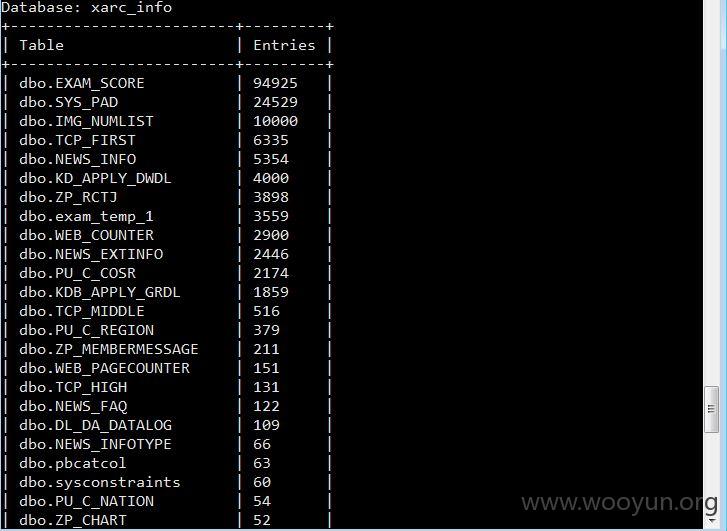 Database: xarc_info
+--------------------------+---------+
| Table                    | Entries |
+--------------------------+---------+
| dbo.EXAM_SCORE           | 94925   |
| dbo.SYS_PAD              | 24529   |
| dbo.IMG_NUMLIST          | 10000   |
| dbo.TCP_FIRST            | 6335    |
| dbo.NEWS_INFO            | 5354    |
| dbo.KD_APPLY_DWDL        | 4000    |
| dbo.ZP_RCTJ              | 3898    |
| dbo.exam_temp_1          | 3559    |
| dbo.WEB_COUNTER          | 2900    |
| dbo.NEWS_EXTINFO         | 2446    |
| dbo.PU_C_COSR            | 2174    |
| dbo.KDB_APPLY_GRDL       | 1859    |
| dbo.TCP_MIDDLE           | 516     |
| dbo.PU_C_REGION          | 379     |
| dbo.ZP_MEMBERMESSAGE     | 211     |
| dbo.WEB_PAGECOUNTER      | 151     |
| dbo.TCP_HIGH             | 131     |
| dbo.NEWS_FAQ             | 122     |
| dbo.DL_DA_DATALOG        | 109     |
| dbo.NEWS_INFOTYPE        | 66      |
| dbo.pbcatcol             | 63      |
| dbo.sysconstraints       | 60      |
| dbo.PU_C_NATION          | 54      |
| dbo.ZP_CHART             | 52      |
www.wooyun.org